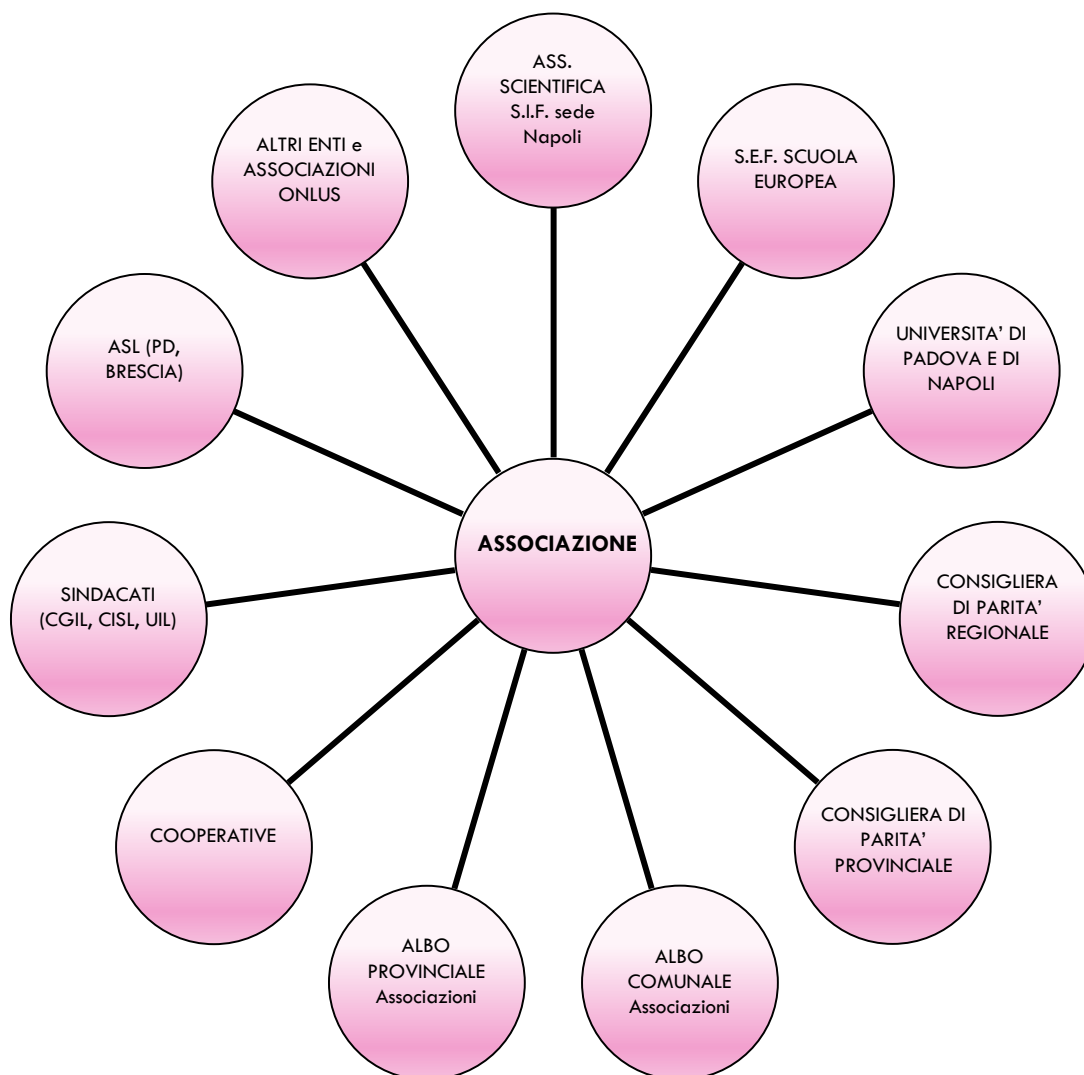 ASS.
SCIENTIFICA
S.I.F. sede
Napoli
ALTRI ENTI e
ASSOCIAZIONI
ONLUS
S.E.F. SCUOLA
EUROPEA
ASL (PD,
BRESCIA)
UNIVERSITA’ DI
PADOVA E DI
NAPOLI
ASSOCIAZIONE
SINDACATI
(CGIL, CISL, UIL)
CONSIGLIERA
DI PARITA’
REGIONALE
COOPERATIVE
CONSIGLIERA DI
PARITA’
PROVINCIALE
ALBO
PROVINCIALE
Associazioni
ALBO
COMUNALE
Associazioni